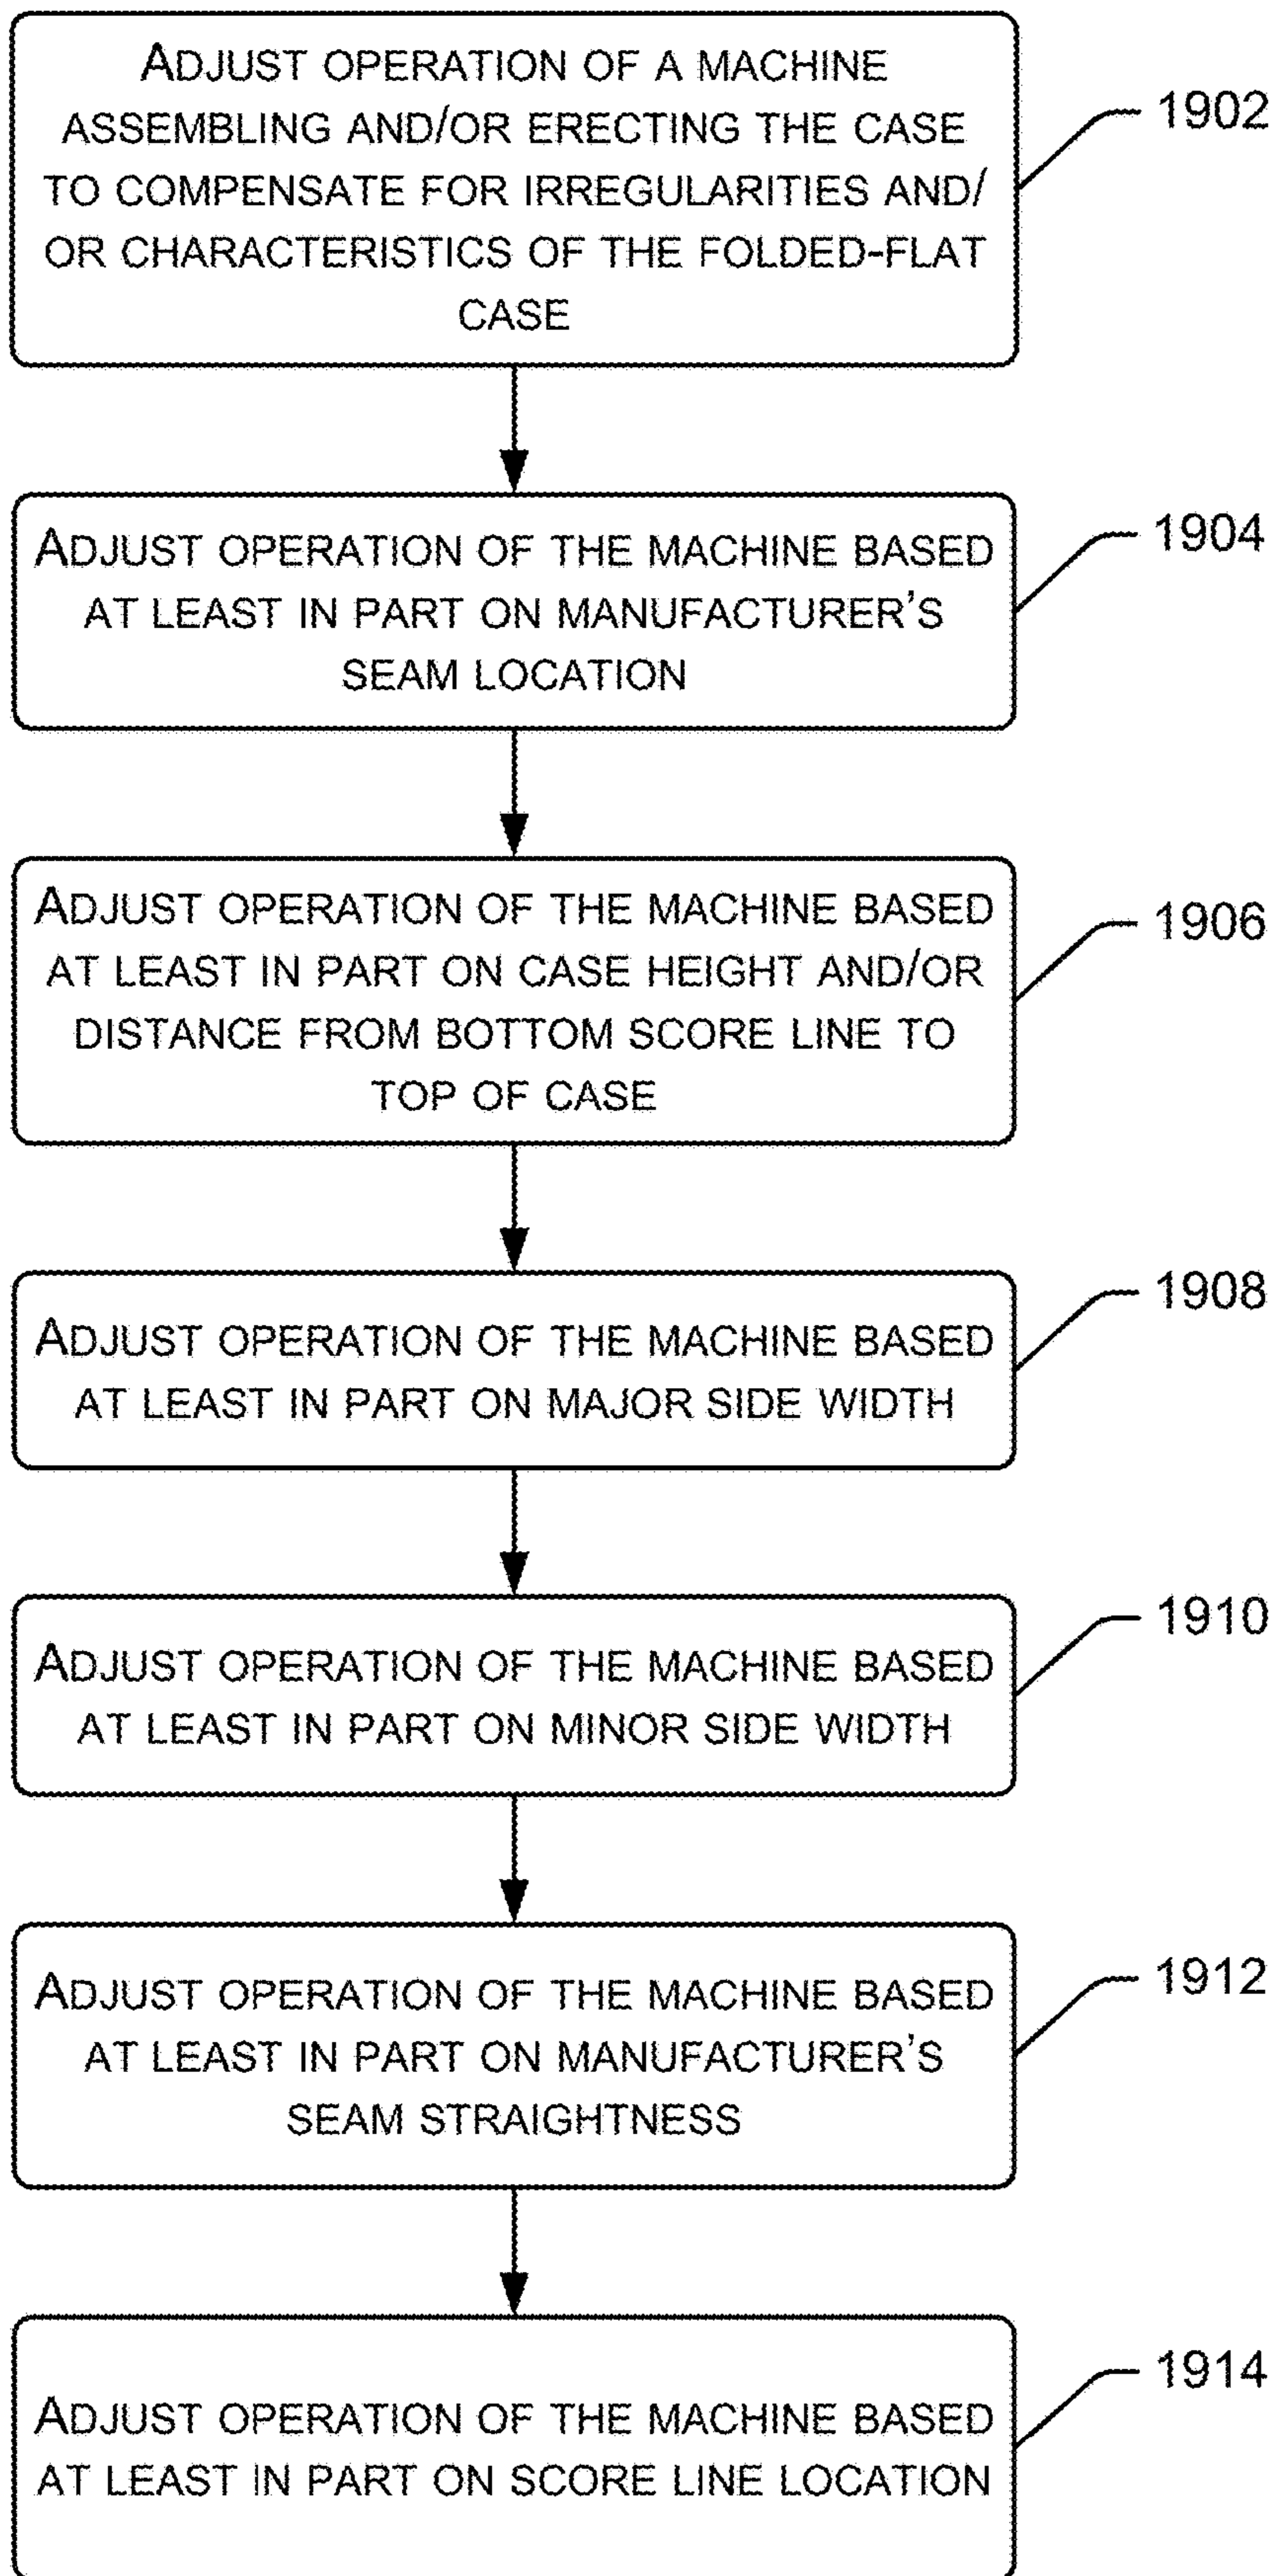 ADJUST OPERATION OF A MACHINE
ASSEMBLING AND/OR ERECTING THE CASE
TO COMPENSATE FOR IRREGULARITIES AND/
OR CHARACTERISTICS OF THE FOLDED-FLAT
CASE
1902
ADJUST OPERATION OF THE MACHINE BASED
AT LEAST IN PART ON MANUFACTURER'S
SEAM LOCATION
1904
ADJUST OPERATION OF THE MACHINE BASED
AT LEAST IN PART ON CASE HEIGHT AND/OR
DISTANCE FROM BOTTOM SCORE LINE TO
TOP OF CASE
1906
ADJUST OPERATION OF THE MACHINE BASED
AT LEAST IN PART ON MAJOR SIDE WIDTH
1908
ADJUST OPERATION OF THE MACHINE BASED
AT LEAST IN PART ON MINOR SIDE WIDTH
1910
ADJUST OPERATION OF THE MACHINE BASED
AT LEAST IN PART ON MANUFACTURER'S
SEAM STRAIGHTNESS
1912
ADJUST OPERATION OF THE MACHINE BASED
AT LEAST IN PART ON SCORE LINE LOCATION
1914